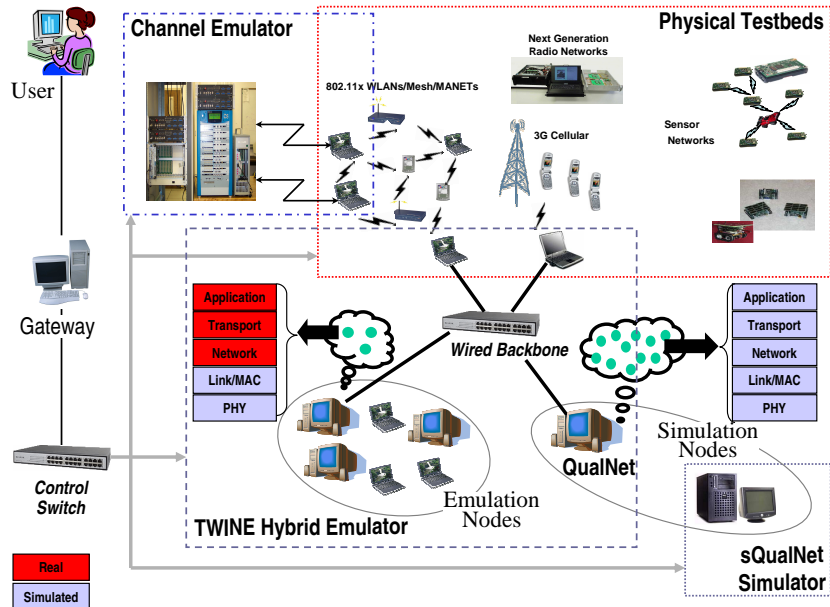 Channel Emulator
Physical Testbeds
User
Next Generation
Radio Networks
802.11x WLANs/Mesh/MANETs
3G Cellular
Sensor
Networks
Gateway
Application
Transport
Network
Link/MAC
PHY
Wired Backbone
Application
Transport
Network
Link/MAC
PHY
QualNet
Simulation
Nodes
Emulation
Nodes
TWINE Hybrid Emulator
Control
Switch
sQualNet
Simulator
Real
Simulated